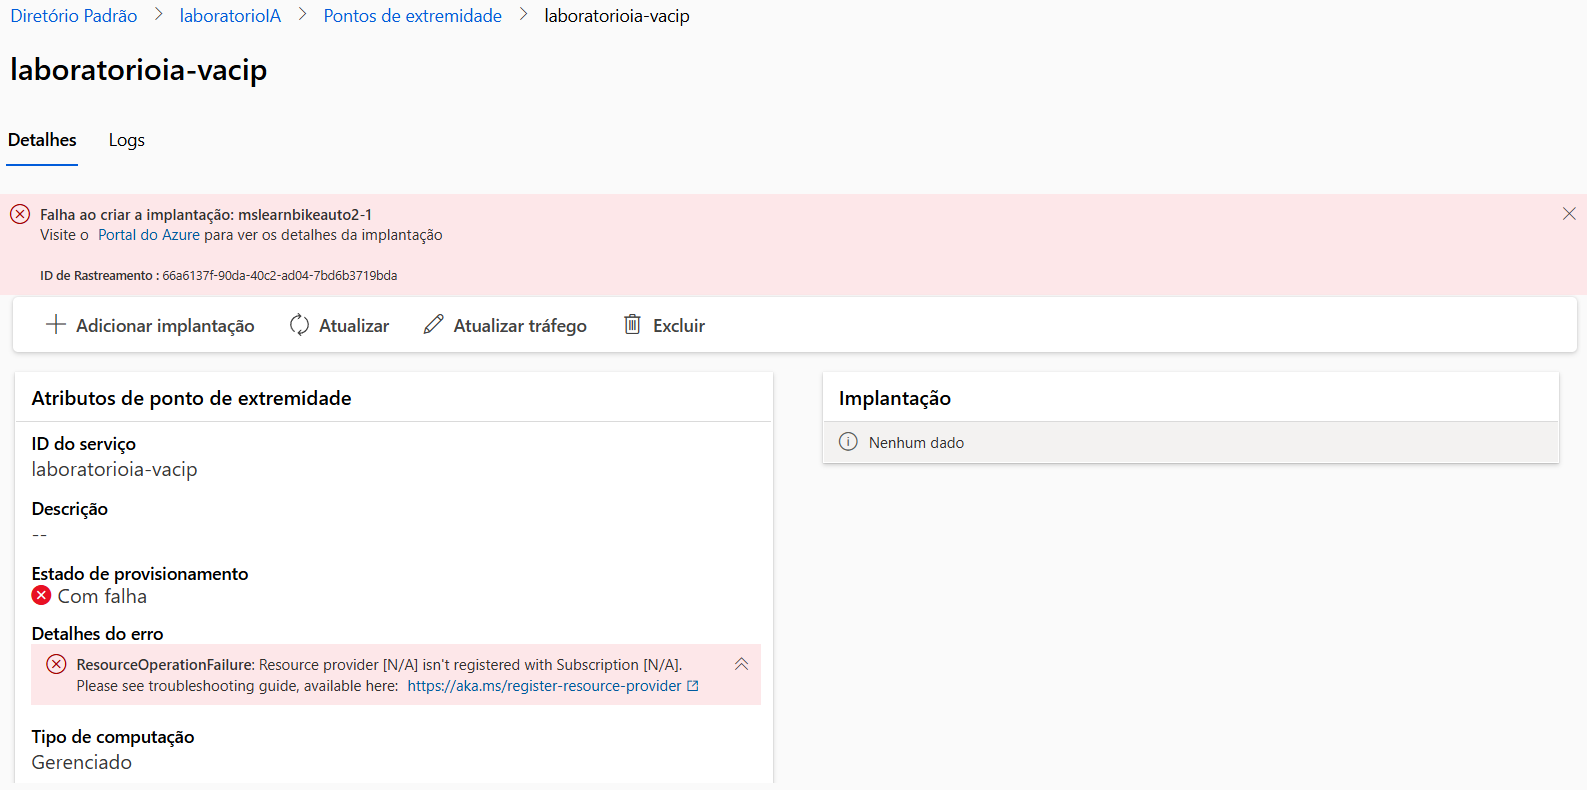 Diretório Padrão > laboratorioIA > Pontos de extremidade > laboratorioia-vacip
laboratorioia-vacip
Detalhes Logs
Falha ao criar a implantação: mslearnbikeauto2-1
Visite o Portal do Azure para ver os detalhes da implantação
ID de Rastreamento : 66a6137f-90da-40c2-ad04-7bd6b3719bda
Adicionar implantação Atualizar Atualizar tráfego Excluir
Atributos de ponto de extremidade
ID do serviço
laboratorioia-vacip
Descrição
--
Estado de provisionamento
Com falha
Detalhes do erro
ResourceOperationFailure: Resource provider [N/A] isn't registered with Subscription [N/A].
Please see troubleshooting guide, available here: https://aka.ms/register-resource-provider
Tipo de computação
Gerenciado
Implantação
Nenhum dado